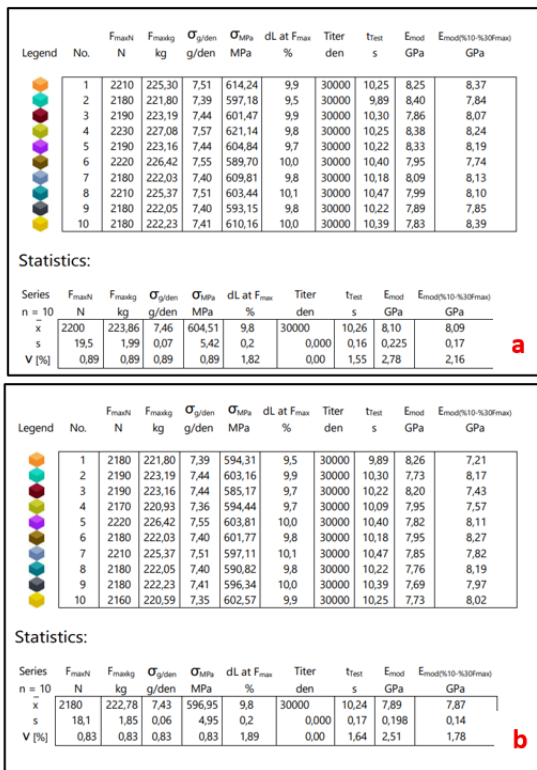 FmaxN Fmaxkg σg/den σMPa dL at Fmax Titer tTest Emod Emod(%10-%30Fmax)
Legend No. N kg g/den MPa % den s GPa GPa
1 2210 225,30 7,51 614,24 9,9 30000 10,25 8,25 8,37
2 2180 221,80 7,39 597,18 9,5 30000 9,89 8,40 7,84
3 2190 223,19 7,44 601,47 9,9 30000 10,30 7,86 8,07
4 2230 227,08 7,57 621,14 9,8 30000 10,25 8,38 8,24
5 2190 223,16 7,44 604,84 9,7 30000 10,22 8,33 8,19
6 2220 226,42 7,55 589,70 10,0 30000 10,40 7,95 7,74
7 2180 222,03 7,40 609,81 9,8 30000 10,18 8,09 8,13
8 2210 225,37 7,51 603,44 10,1 30000 10,47 7,99 8,10
9 2180 222,05 7,40 593,15 9,8 30000 10,22 7,89 7,85
10 2180 222,23 7,41 610,16 10,0 30000 10,39 7,83 8,39
Statistics:
Series FmaxN Fmaxkg σg/den σMPa dL at Fmax Titer tTest Emod Emod(%10-%30Fmax)
n = 10 N kg g/den MPa % den s GPa GPa
x̄ 2200 223,86 7,46 604,51 9,8 30000 10,26 8,10 8,09
s 19,5 1,99 0,07 5,42 0,2 0,000 0,16 0,225 0,17
V [%] 0,89 0,89 0,89 0,89 1,82 0,00 1,55 2,78 2,16
a
FmaxN Fmaxkg σg/den σMPa dL at Fmax Titer tTest Emod Emod(%10-%30Fmax)
Legend No. N kg g/den MPa % den s GPa GPa
1 2180 221,80 7,39 594,31 9,5 30000 9,89 8,26 7,21
2 2190 223,19 7,44 603,16 9,9 30000 10,30 7,73 8,17
3 2190 223,16 7,44 585,17 9,7 30000 10,22 8,20 7,43
4 2170 220,93 7,36 594,44 9,7 30000 10,09 7,95 7,57
5 2220 226,42 7,55 603,81 10,0 30000 10,40 7,82 8,11
6 2180 222,03 7,40 601,77 9,8 30000 10,18 7,95 8,27
7 2210 225,37 7,51 597,11 10,1 30000 10,47 7,85 7,82
8 2180 222,05 7,40 590,82 9,8 30000 10,22 7,76 8,19
9 2180 222,23 7,41 596,34 10,0 30000 10,39 7,69 7,97
10 2160 220,59 7,35 602,57 9,9 30000 10,25 7,73 8,02
Statistics:
Series FmaxN Fmaxkg σg/den σMPa dL at Fmax Titer tTest Emod Emod(%10-%30Fmax)
n = 10 N kg g/den MPa % den s GPa GPa
x̄ 2180 222,78 7,43 596,95 9,8 30000 10,24 7,89 7,87
s 18,1 1,85 0,06 4,95 0,2 0,000 0,17 0,198 0,14
V [%] 0,83 0,83 0,83 0,83 1,89 0,00 1,64 2,51 1,78
b